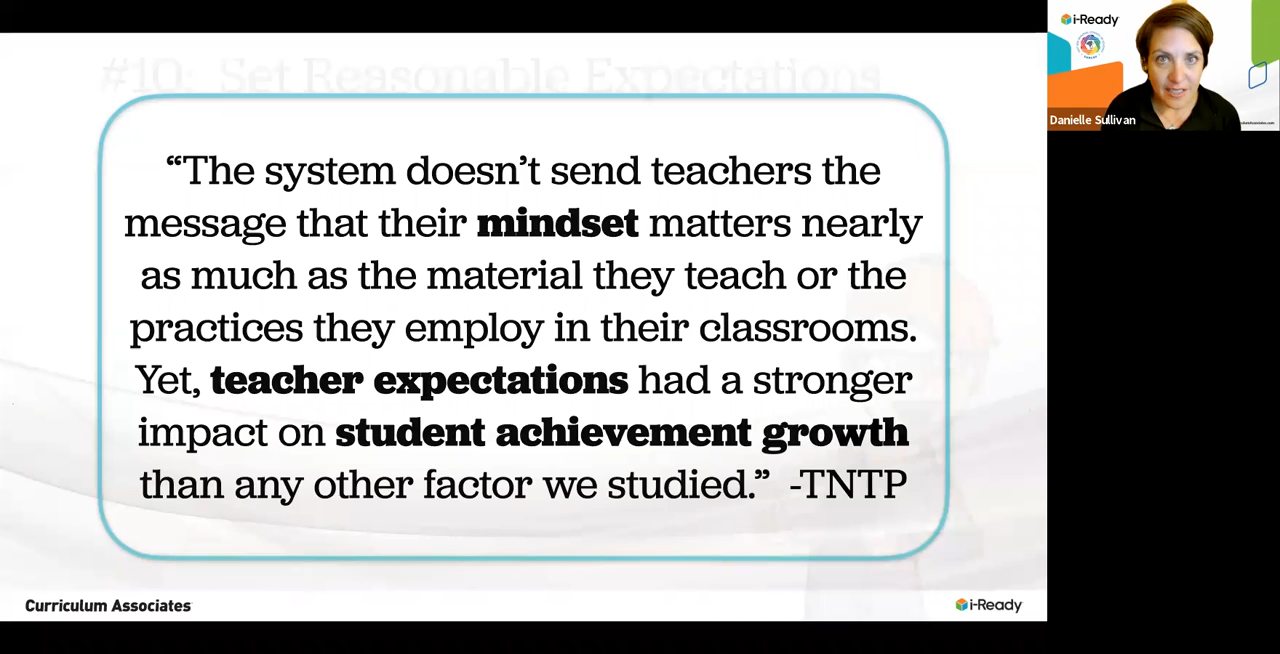 #10: Set Reasonable Expectations
“The system doesn’t send teachers the
message that their mindset matters nearly
as much as the material they teach or the
practices they employ in their classrooms.
Yet, teacher expectations had a stronger
impact on student achievement growth
than any other factor we studied.” -TNTP
Curriculum Associates
i-Ready
i-Ready
Danielle Sullivan